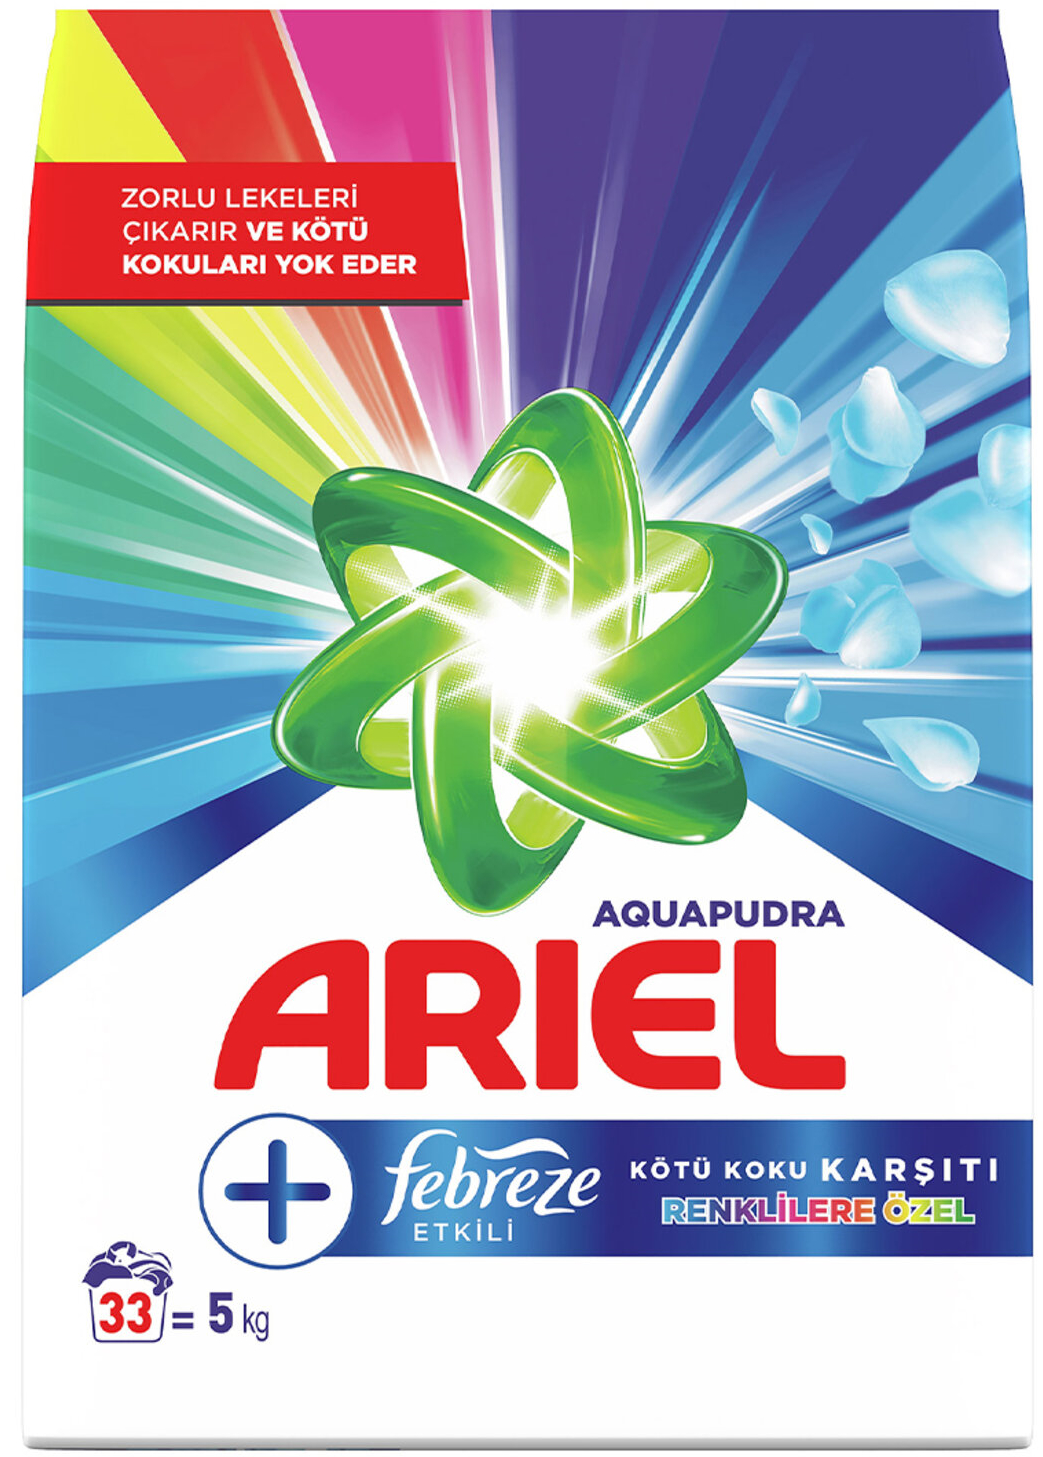 ZORLU LEKELERİ
ÇIKARIR VE KÖTÜ
KOKULARI YOK EDER
AQUAPUDRA
ARIEL
+ febreze
ETKİLİ
KÖTÜ KOKU KARŞITI
RENKLİLERE ÖZEL
33 = 5 kg